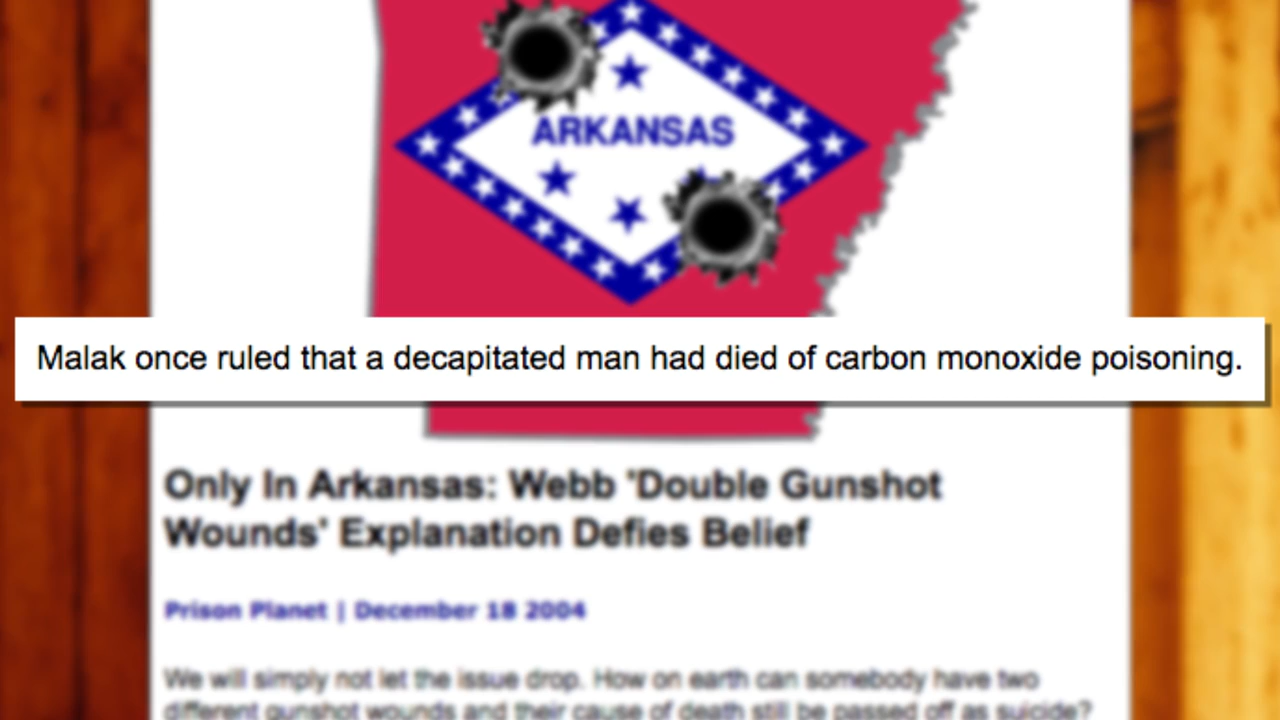 ARKANSAS
Malak once ruled that a decapitated man had died of carbon monoxide poisoning.
Only In Arkansas: Webb 'Double Gunshot
Wounds' Explanation Defies Belief
Prison Planet | December 18 2004
We will simply not let the issue drop. How on earth can somebody have two
different gunshot wounds and their cause of death still be passed off as suicide?